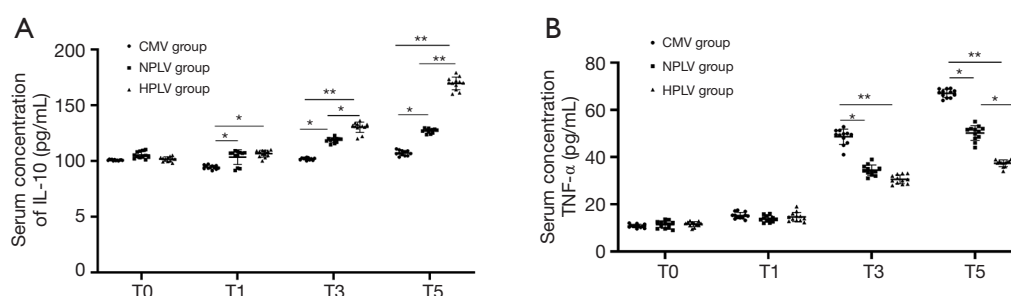 A
CMV group
NPLV group
HPLV group
Serum concentration
of IL-10 (pg/mL)
200
150
100
5
0
** 
**
*
**
*
*
*
*
T0
T1
T3
T5
B
CMV group
NPLV group
HPLV group
Serum concentration
TNF-α (pg/mL)
80
60
40
20
0
**
*
**
*
*
T0
T1
T3
T5